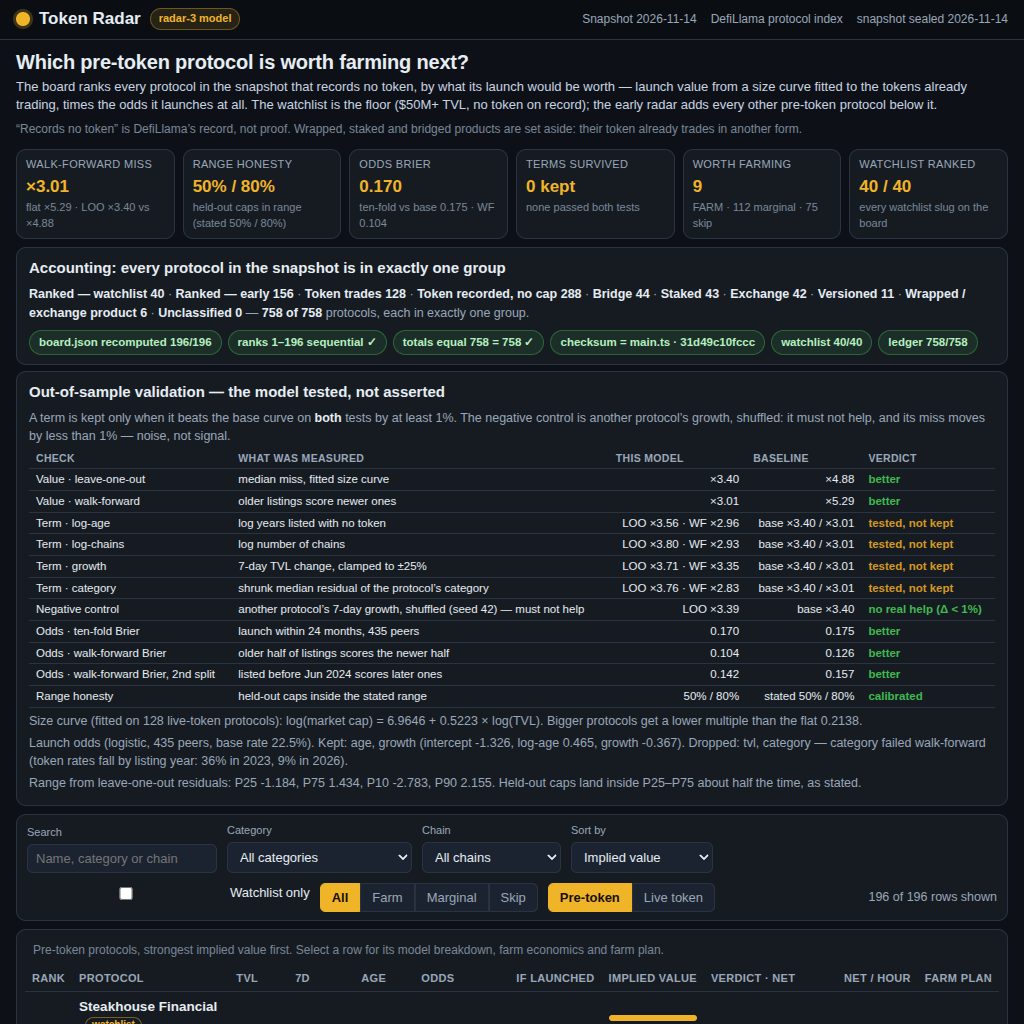 Token Radar radar-3 model Snapshot 2026-11-14 DefiLlama protocol index snapshot sealed 2026-11-14
Which pre-token protocol is worth farming next?
The board ranks every protocol in the snapshot that records no token, by what its launch would be worth — launch value from a size curve fitted to the tokens already
trading, times the odds it launches at all. The watchlist is the floor ($50M+ TVL, no token on record); the early radar adds every other pre-token protocol below it.
“Records no token” is DefiLlama’s record, not proof. Wrapped, staked and bridged products are set aside: their token already trades in another form.
WALK-FORWARD MISS
×3.01
flat ×5.29 · LOO ×3.40 vs
×4.88
RANGE HONESTY
50% / 80%
held-out caps in range
(stated 50% / 80%)
ODDS BRIER
0.170
ten-fold vs base 0.175 · WF
0.104
TERMS SURVIVED
0 kept
none passed both tests
WORTH FARMING
9
FARM · 112 marginal · 75
skip
WATCHLIST RANKED
40 / 40
every watchlist slug on the
board
Accounting: every protocol in the snapshot is in exactly one group
Ranked — watchlist 40 · Ranked — early 156 · Token trades 128 · Token recorded, no cap 288 · Bridge 44 · Staked 43 · Exchange 42 · Versioned 11 · Wrapped /
exchange product 6 · Unclassified 0 — 758 of 758 protocols, each in exactly one group.
board.json recomputed 196/196 ranks 1–196 sequential ✓ totals equal 758 = 758 ✓ checksum = main.ts · 31d49c10fccc watchlist 40/40 ledger 758/758
Out-of-sample validation — the model tested, not asserted
A term is kept only when it beats the base curve on both tests by at least 1%. The negative control is another protocol’s growth, shuffled: it must not help, and its miss moves
by less than 1% — noise, not signal.
CHECK WHAT WAS MEASURED THIS MODEL BASELINE VERDICT
Value · leave-one-out median miss, fitted size curve ×3.40 ×4.88 better
Value · walk-forward older listings score newer ones ×3.01 ×5.29 better
Term · log-age log years listed with no token LOO ×3.56 · WF ×2.96 base ×3.40 / ×3.01 tested, not kept
Term · log-chains log number of chains LOO ×3.80 · WF ×2.93 base ×3.40 / ×3.01 tested, not kept
Term · growth 7-day TVL change, clamped to ±25% LOO ×3.71 · WF ×3.35 base ×3.40 / ×3.01 tested, not kept
Term · category shrunk median residual of the protocol’s category LOO ×3.76 · WF ×2.83 base ×3.40 / ×3.01 tested, not kept
Negative control another protocol’s 7-day growth, shuffled (seed 42) — must not help LOO ×3.39 base ×3.40 no real help (Δ < 1%)
Odds · ten-fold Brier launch within 24 months, 435 peers 0.170 0.175 better
Odds · walk-forward Brier older half of listings scores the newer half 0.104 0.126 better
Odds · walk-forward Brier, 2nd split listed before Jun 2024 scores later ones 0.142 0.157 better
Range honesty held-out caps inside the stated range 50% / 80% stated 50% / 80% calibrated
Size curve (fitted on 128 live-token protocols): log(market cap) = 6.9646 + 0.5223 × log(TVL). Bigger protocols get a lower multiple than the flat 0.2138.
Launch odds (logistic, 435 peers, base rate 22.5%). Kept: age, growth (intercept -1.326, log-age 0.465, growth -0.367). Dropped: tvl, category — category failed walk-forward
(token rates fall by listing year: 36% in 2023, 9% in 2026).
Range from leave-one-out residuals: P25 -1.184, P75 1.434, P10 -2.783, P90 2.155. Held-out caps land inside P25–P75 about half the time, as stated.
Search Category Chain Sort by
Name, category or chain All categories All chains Implied value
Watchlist only All Farm Marginal Skip Pre-token Live token 196 of 196 rows shown
Pre-token protocols, strongest implied value first. Select a row for its model breakdown, farm economics and farm plan.
RANK PROTOCOL TVL 7D AGE ODDS IF LAUNCHED IMPLIED VALUE VERDICT · NET NET / HOUR FARM PLAN
Steakhouse Financial
watchlist